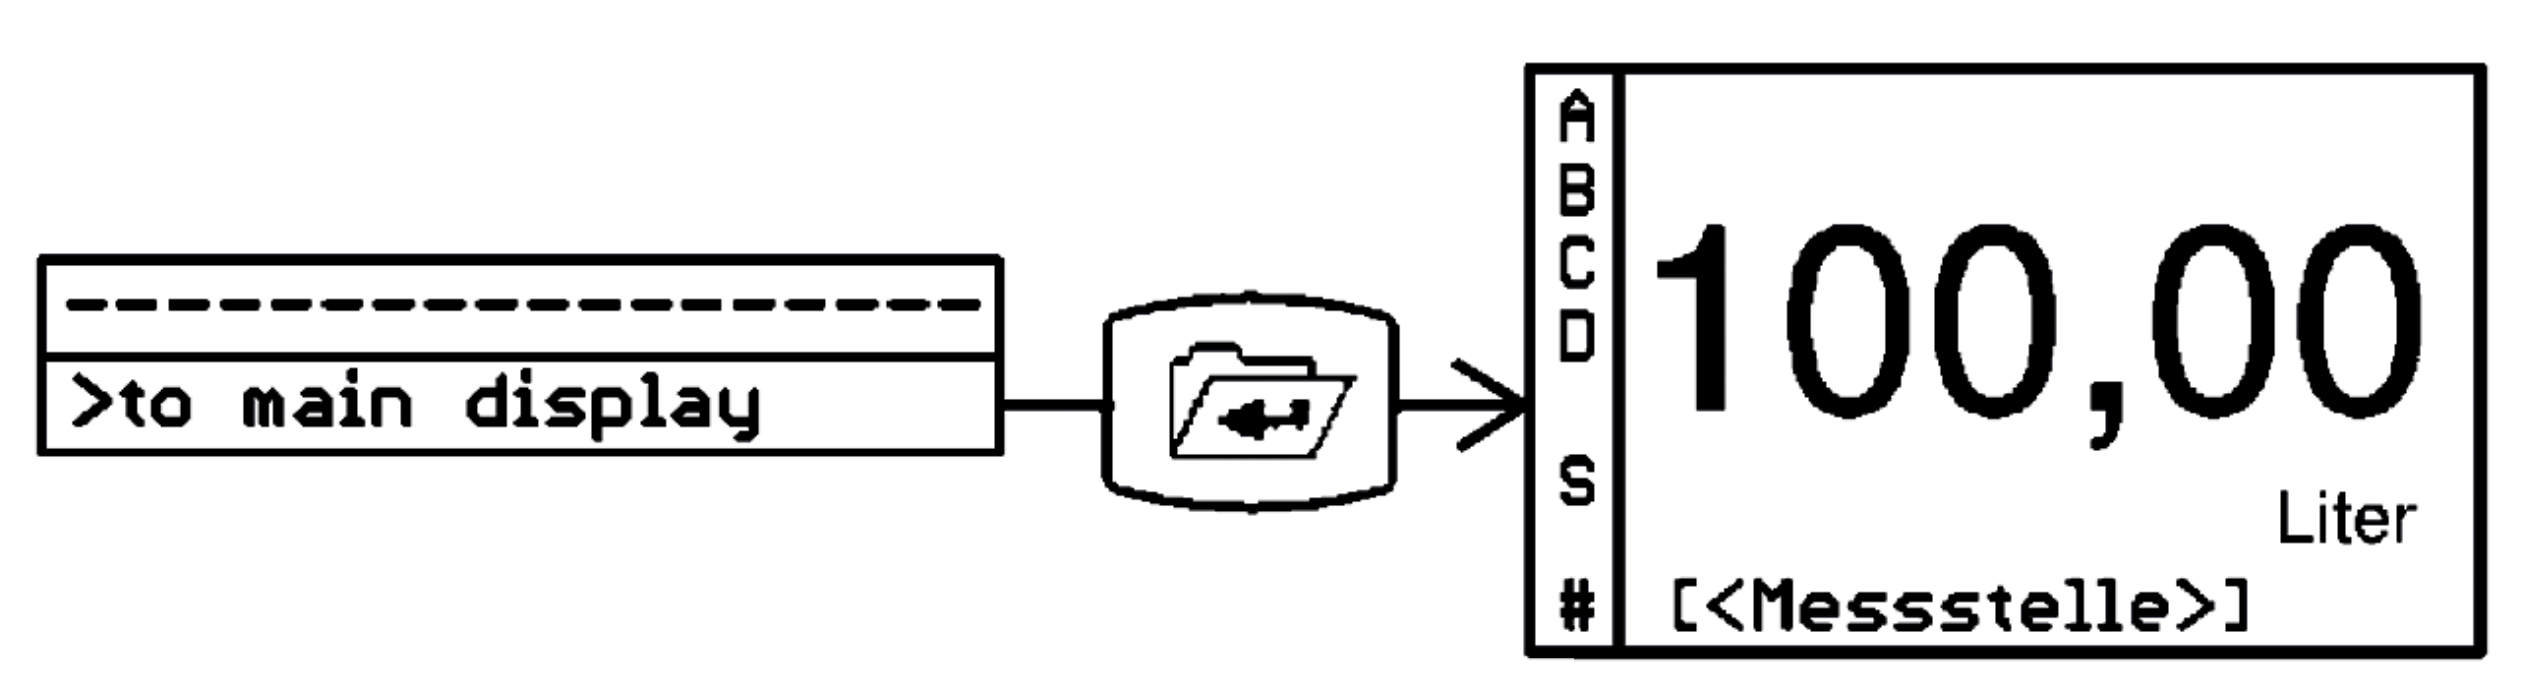 ------------------
>to main display
A
B
C
D
S
#
100,00
Liter
[<Messstelle>]